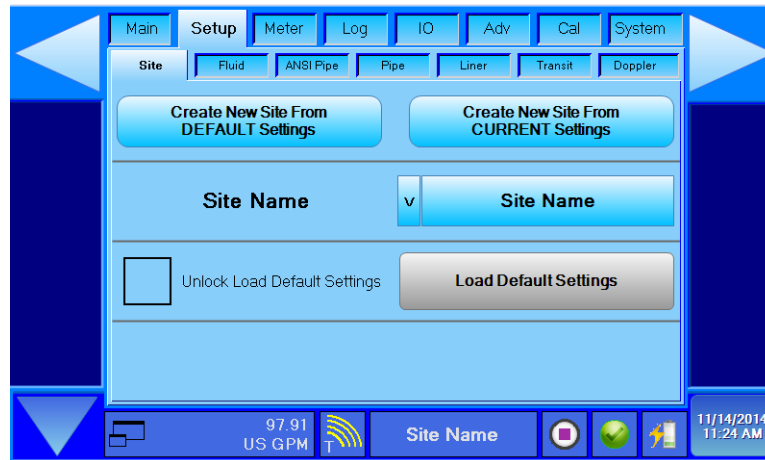 Main Setup Meter Log IO Adv Cal System
Site Fluid ANSI Pipe Pipe Liner Transit Doppler
Create New Site From
DEFAULT Settings
Create New Site From
CURRENT Settings
Site Name
v
Site Name
Unlock Load Default Settings
Load Default Settings
97.91
US GPM
T
Site Name
11/14/2014
11:24 AM